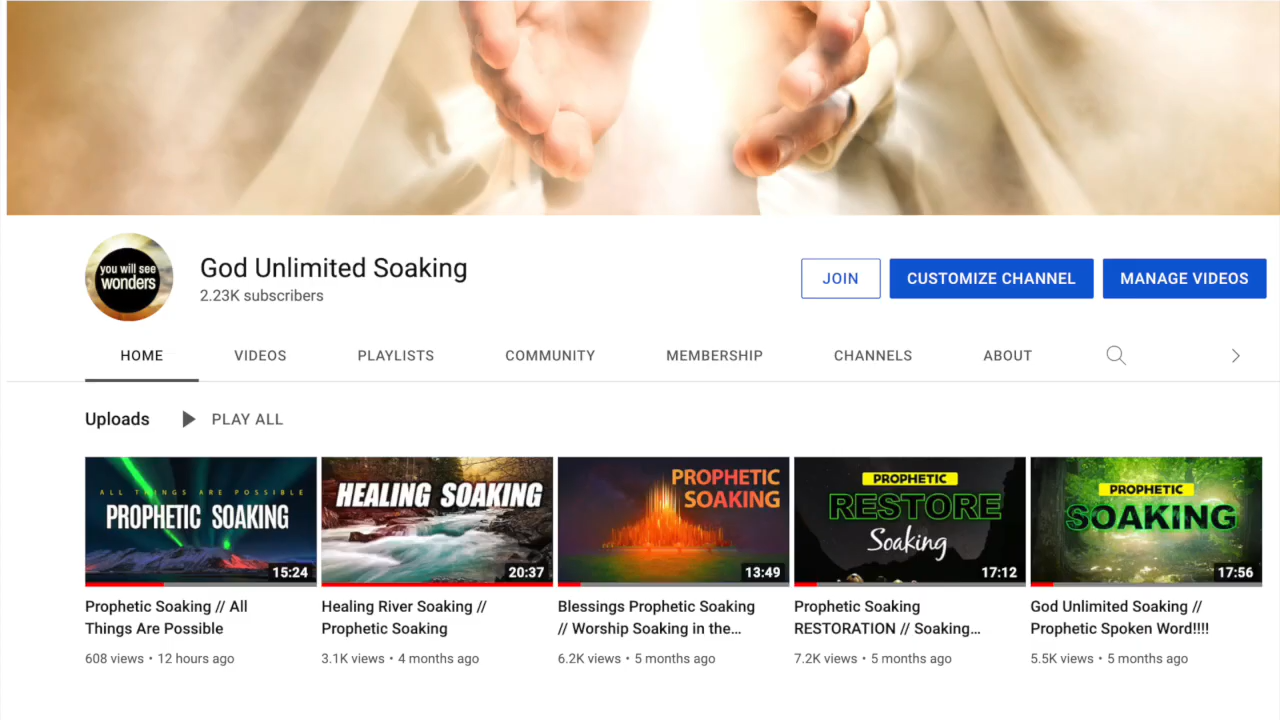 you will see
wonders
God Unlimited Soaking
2.23K subscribers
JOIN
CUSTOMIZE CHANNEL
MANAGE VIDEOS
HOME
VIDEOS
PLAYLISTS
COMMUNITY
MEMBERSHIP
CHANNELS
ABOUT
Uploads
PLAY ALL
ALL THINGS ARE POSSIBLE
PROPHETIC SOAKING
15:24
Prophetic Soaking // All
Things Are Possible
608 views • 12 hours ago
HEALING SOAKING
20:37
Healing River Soaking //
Prophetic Soaking
3.1K views • 4 months ago
PROPHETIC
SOAKING
13:49
Blessings Prophetic Soaking
// Worship Soaking in the...
6.2K views • 5 months ago
PROPHETIC
RESTORE
Soaking
17:12
Prophetic Soaking
RESTORATION // Soaking...
7.2K views • 5 months ago
PROPHETIC
SOAKING
17:56
God Unlimited Soaking //
Prophetic Spoken Word!!!!
5.5K views • 5 months ago